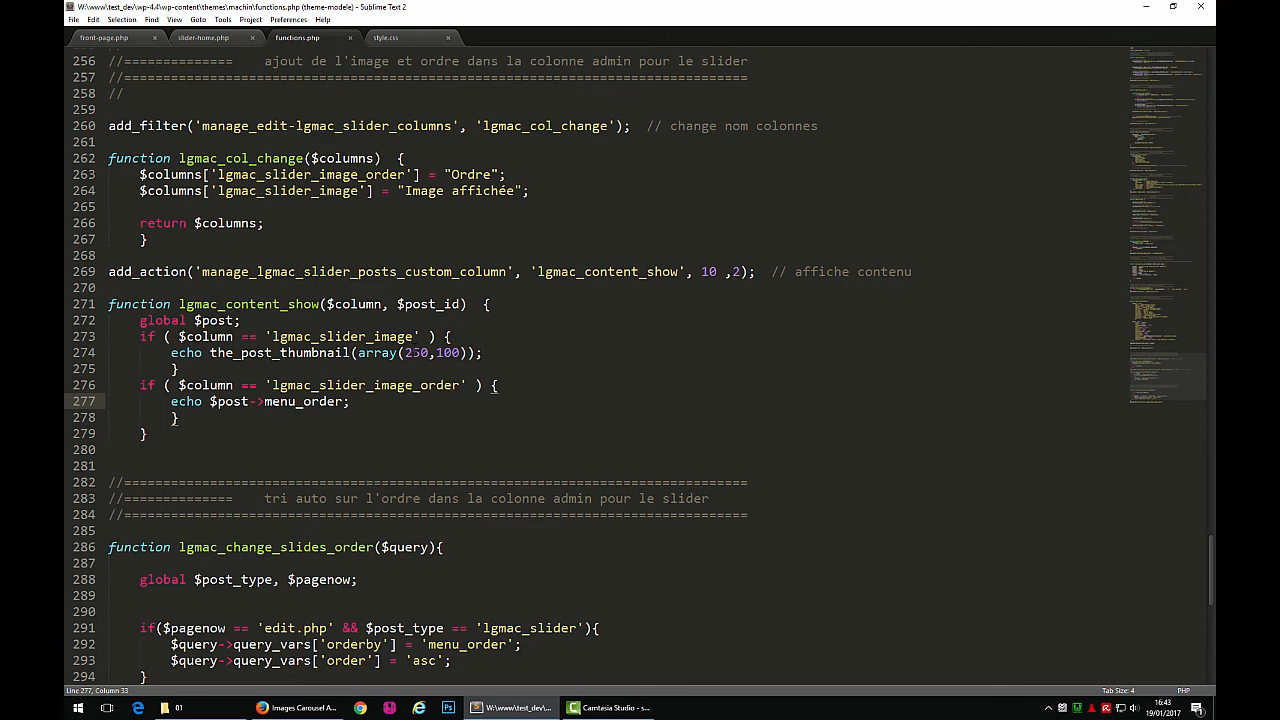 W:\www\test_dev\wp-4.4\wp-content\themes\machin\functions.php (theme-modele) - Sublime Text 2
File Edit Selection Find View Goto Tools Project Preferences Help
front-page.php slider-home.php functions.php style.css
256 //============== ajout de l'image et ordre dans la colonne admin pour le slider
257 //================================================================================
258 //
259
260 add_filter('manage_edit-lgmac_slider_columns', 'lgmac_col_change'); // change nom colonnes
261
262 function lgmac_col_change($columns) {
263 $columns['lgmac_slider_image_order'] = "Ordre";
264 $columns['lgmac_slider_image'] = "Image affichée";
265
266 return $columns;
267 }
268
269 add_action('manage_lgmac_slider_posts_custom_column', 'lgmac_content_show', 10 ,2); // affiche contenu
270
271 function lgmac_content_show($column, $post_id) {
272 global $post;
273 if ( $column == 'lgmac_slider_image' ) {
274 echo the_post_thumbnail(array(250,100));
275 }
276 if ( $column == 'lgmac_slider_image_order' ) {
277 echo $post->menu_order;
278 }
279 }
280
281
282 //================================================================================
283 //============== tri auto sur l'ordre dans la colonne admin pour le slider
284 //================================================================================
285
286 function lgmac_change_slides_order($query){
287
288 global $post_type, $pagenow;
289
290
291 if($pagenow == 'edit.php' && $post_type == 'lgmac_slider'){
292 $query->query_vars['orderby'] = 'menu_order';
293 $query->query_vars['order'] = 'asc';
294 }
Line 277, Column 33 Tab Size: 4 PHP
01 Images Carousel A... W:\www\test_dev\... Camtasia Studio - s... 16:43
19/01/2017